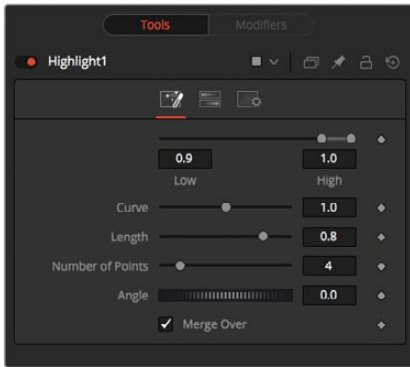 Tools Modifiers
Highlight1
0.9 1.0
Low High
Curve 1.0
Length 0.8
Number of Points 4
Angle 0.0
Merge Over